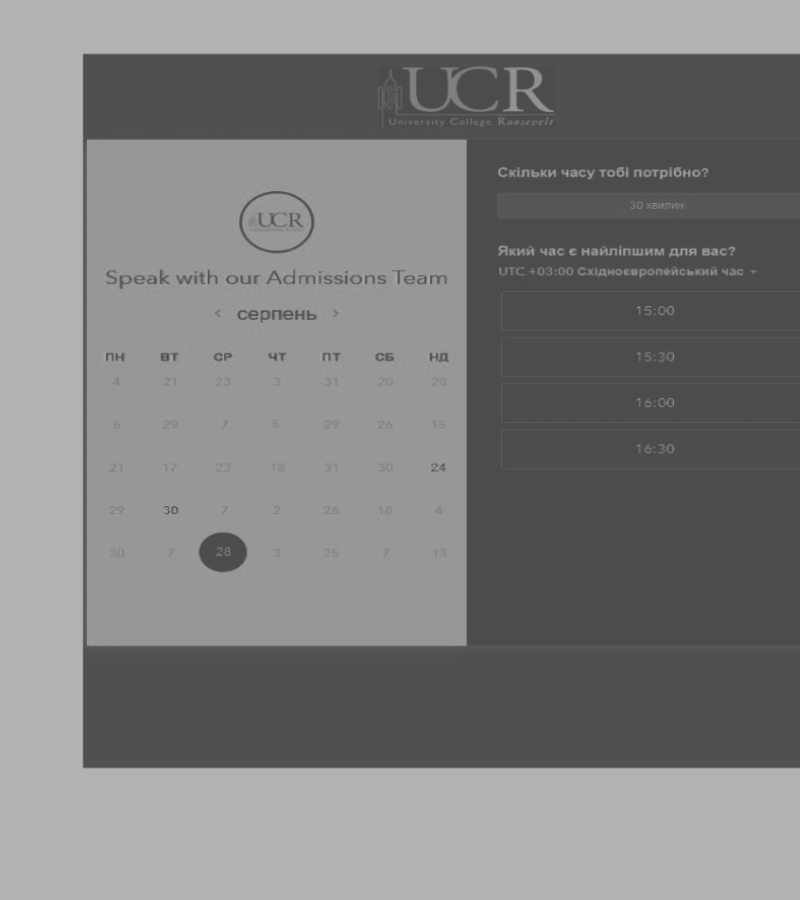 UCR
University College Roosevelt
UCR
Speak with our Admissions Team
‹ серпень ›
ПН ВТ СР ЧТ ПТ СБ НД
4 21 23 3 31 20 28
6 29 7 5 29 26 15
21 17 23 18 31 30 24
29 30 7 2 26 18 4
30 7 28 3 25 7 13
Скільки часу тобі потрібно?
30 хвилин
Який час є найліпшим для вас?
UTC +03:00 Східноєвропейський час
15:00
15:30
16:00
16:30